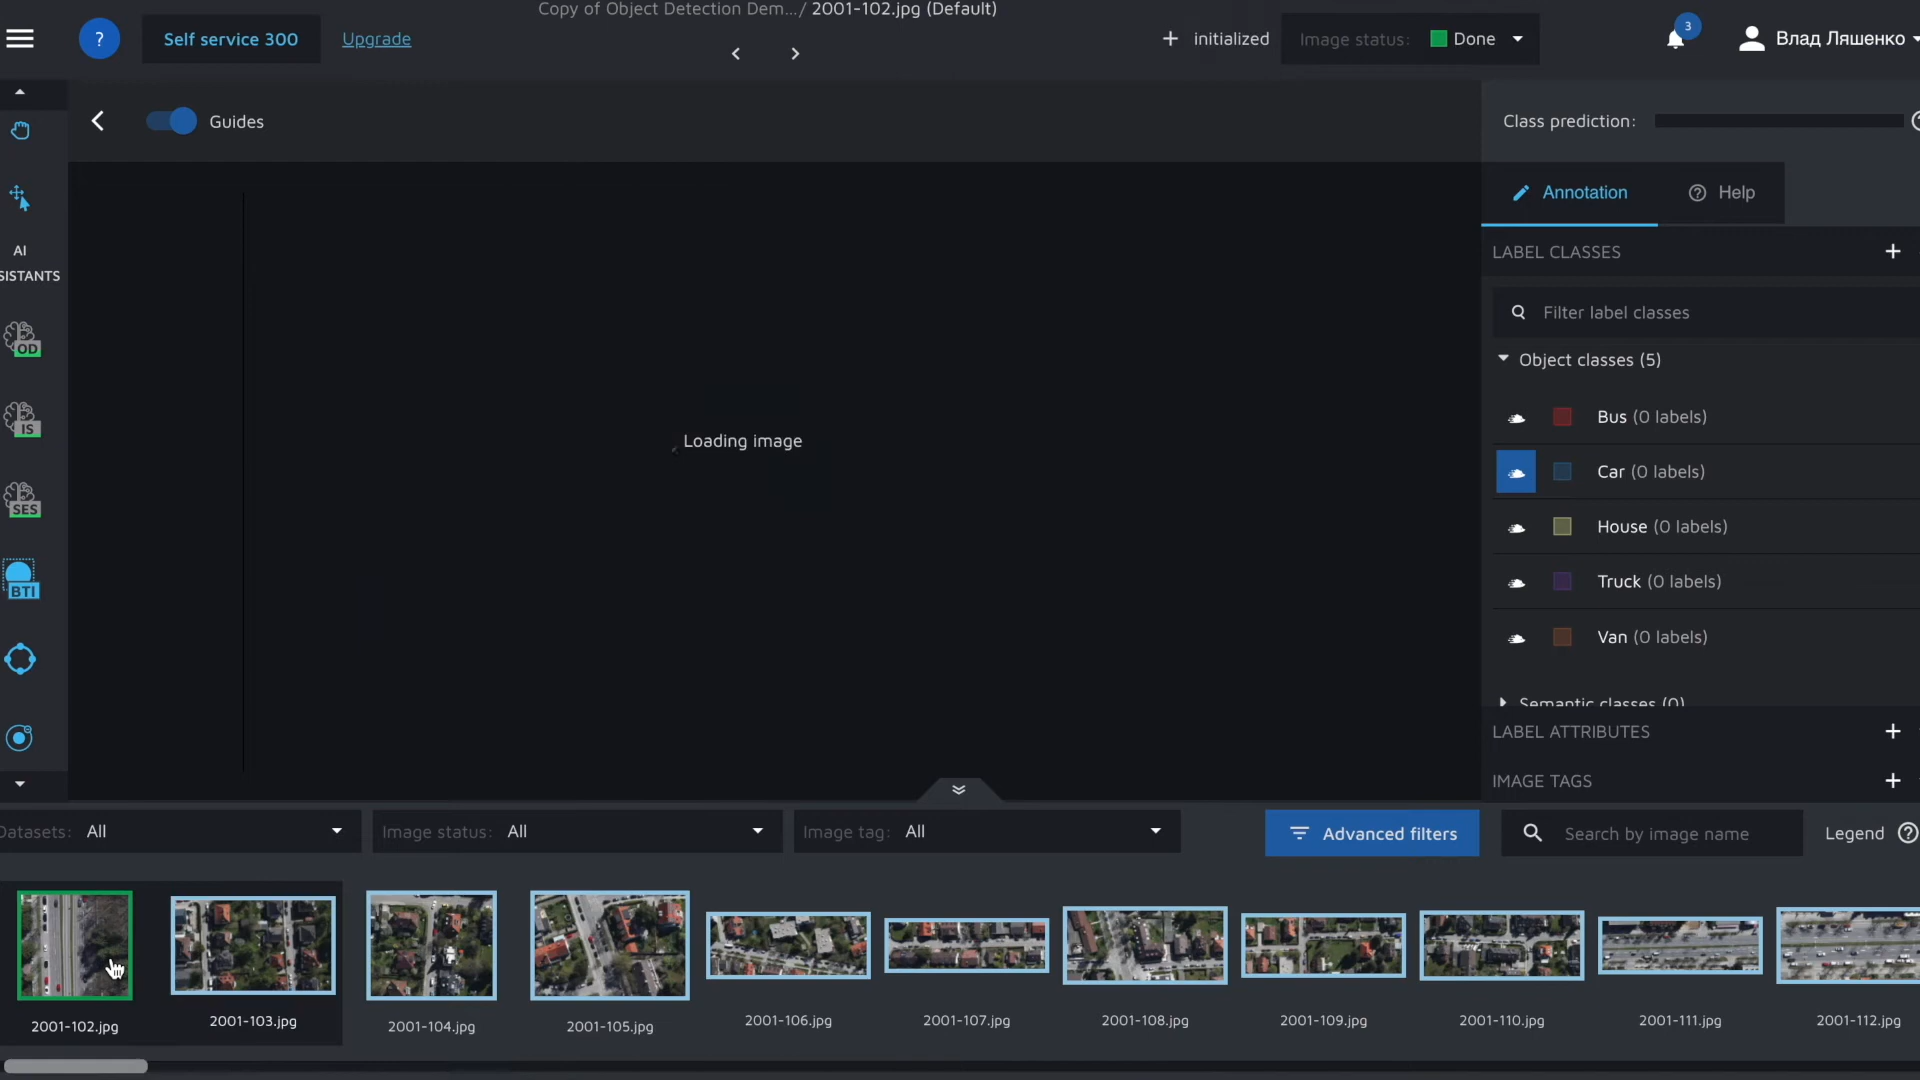 Copy of Object Detection Dem.../ 2001-102.jpg (Default)
?
Self service 300
Upgrade
initialized
Image status:
Done
3
Влад Ляшенко
Guides
Class prediction:
AI
SISTANTS
OD
IS
SES
BTI
Loading image
Annotation
Help
LABEL CLASSES
Filter label classes
Object classes (5)
Bus (0 labels)
Car (0 labels)
House (0 labels)
Truck (0 labels)
Van (0 labels)
Semantic classes (0)
LABEL ATTRIBUTES
IMAGE TAGS
Datasets: All
Image status: All
Image tag: All
Advanced filters
Search by image name
Legend
2001-102.jpg
2001-103.jpg
2001-104.jpg
2001-105.jpg
2001-106.jpg
2001-107.jpg
2001-108.jpg
2001-109.jpg
2001-110.jpg
2001-111.jpg
2001-112.jpg